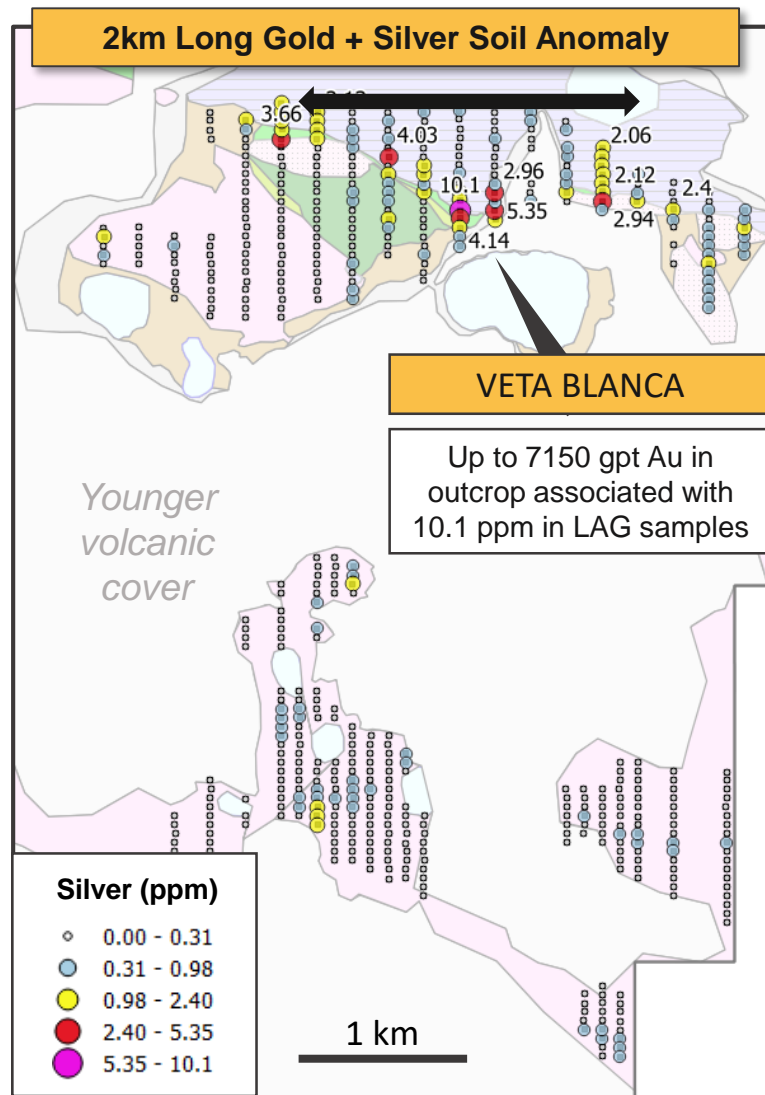 2km Long Gold + Silver Soil Anomaly
3.66
4.03
2.06
10.1
2.96
2.12
2.4
5.35
2.94
4.14
VETA BLANCA
Up to 7150 gpt Au in
outcrop associated with
10.1 ppm in LAG samples
Younger
volcanic
cover
Silver (ppm)
0.00 - 0.31
0.31 - 0.98
0.98 - 2.40
2.40 - 5.35
5.35 - 10.1
1 km